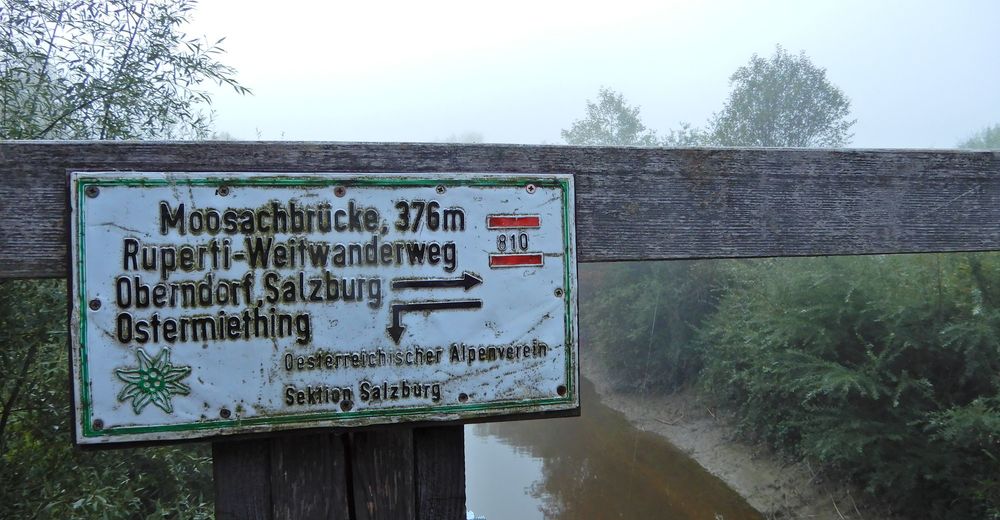 Moosachbrücke, 376m
Ruperti-Weitwanderweg
810
Oberndorf, Salzburg
Ostermiething
Oesterreichischer Alpenverein
Sektion Salzburg